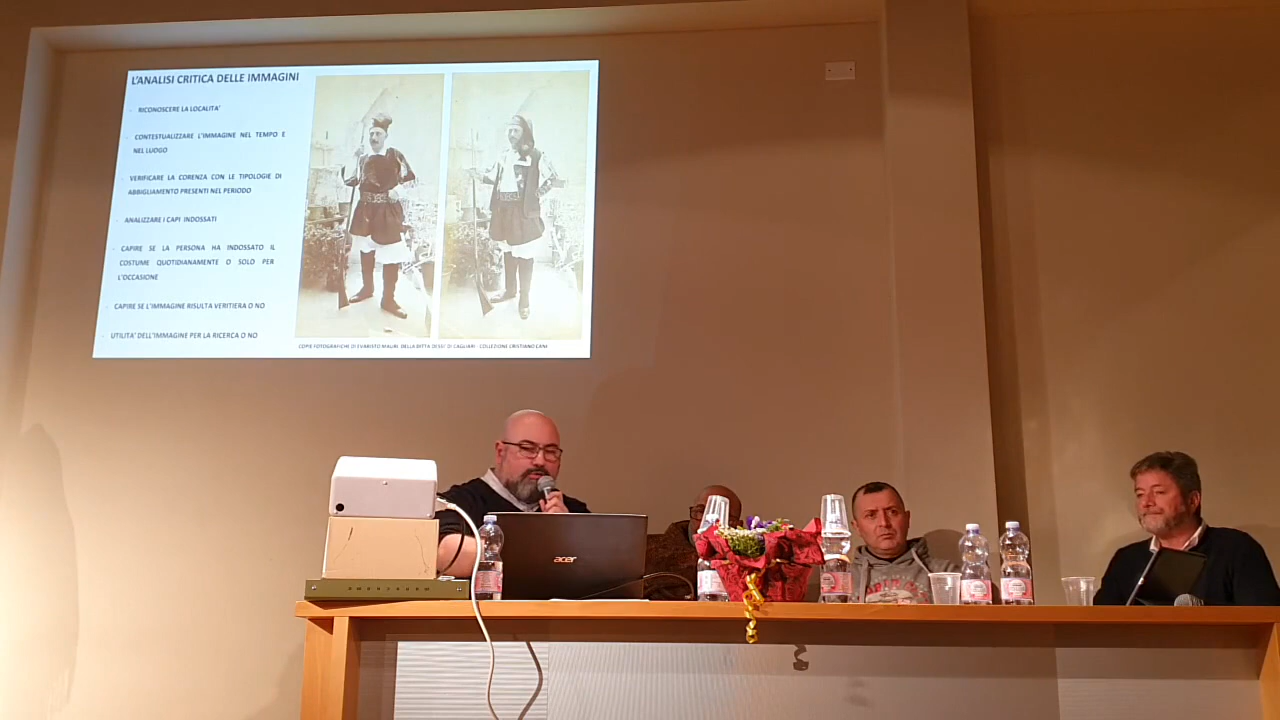 L'ANALISI CRITICA DELLE IMMAGINI
- RICONOSCERE LA LOCALITA'
- CONTESTUALIZZARE L'IMMAGINE NEL TEMPO E
NEL LUOGO
- VERIFICARE LA CORENZA CON LE TIPOLOGIE DI
ABBIGLIAMENTO PRESENTI NEL PERIODO
- ANALIZZARE I CAPI INDOSSATI
- CAPIRE SE LA PERSONA HA INDOSSATO IL
COSTUME QUOTIDIANAMENTE O SOLO PER
L'OCCASIONE
- CAPIRE SE L'IMMAGINE RISULTA VERITIERA O NO
- UTILITA' DELL'IMMAGINE PER LA RICERCA O NO
COPIE FOTOGRAFICHE DI EVARISTO MAURI DELLA DITTA DESSI' DI CAGLIARI - COLLEZIONE CRISTIANO CANI
acer
marecnome